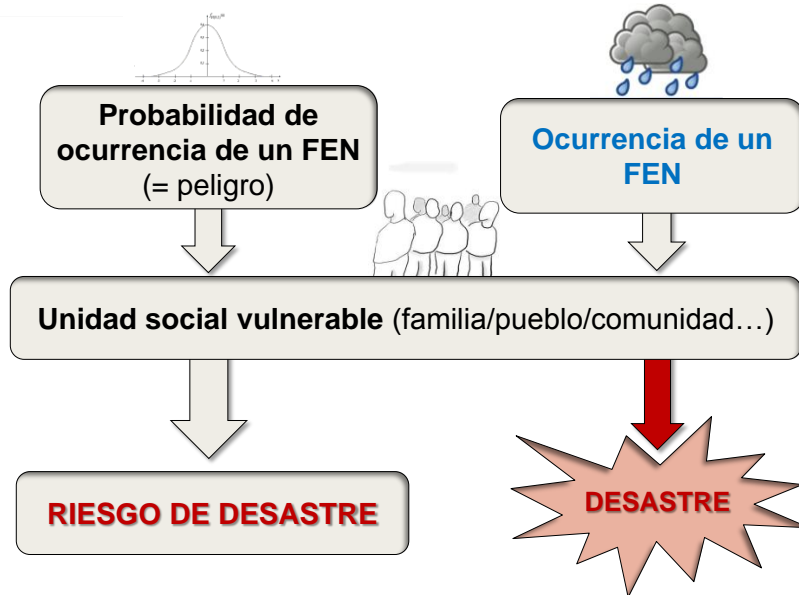 Probabilidad de
ocurrencia de un FEN
(= peligro)
Ocurrencia de un
FEN
Unidad social vulnerable (familia/pueblo/comunidad…)
RIESGO DE DESASTRE
DESASTRE